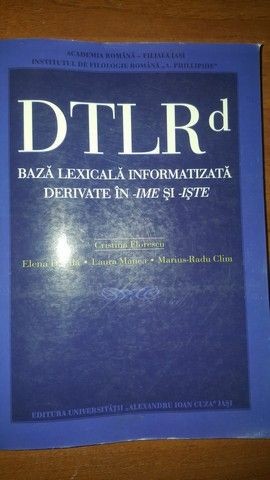 ACADEMIA ROMÂNĂ - FILIALA IAȘI
INSTITUTUL DE FILOLOGIE ROMÂNĂ „A. PHILIPPIDE”
DTLRd
BAZĂ LEXICALĂ INFORMATIZATĂ
DERIVATE ÎN -IME ȘI -IȘTE
Cristina Florescu
Elena • Laura Manea • Marius-Radu Clim
EDITURA UNIVERSITĂȚII „ALEXANDRU IOAN CUZA” IAȘI